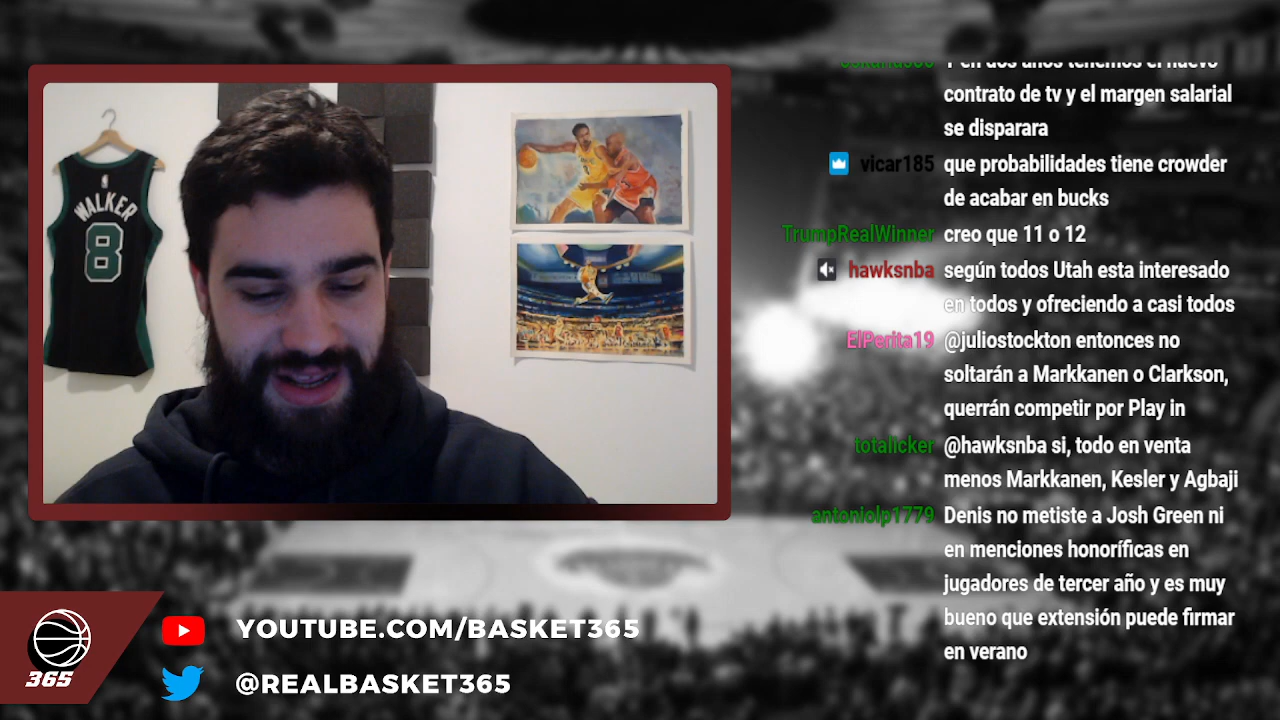 WALKER
8
Y en dos años tenemos el nuevo
contrato de tv y el margen salarial
se disparara
vicar185 que probabilidades tiene crowder
de acabar en bucks
TrumpRealWinner creo que 11 o 12
hawksnba según todos Utah esta interesado
en todos y ofreciendo a casi todos
ElPerita19 @juliostockton entonces no
soltarán a Markkanen o Clarkson,
querrán competir por Play in
totalicker @hawksnba si, todo en venta
menos Markkanen, Kesler y Agbaji
antoniolp1779 Denis no metiste a Josh Green ni
en menciones honoríficas en
jugadores de tercer año y es muy
bueno que extensión puede firmar
en verano
365
YOUTUBE.COM/BASKET365
@REALBASKET365